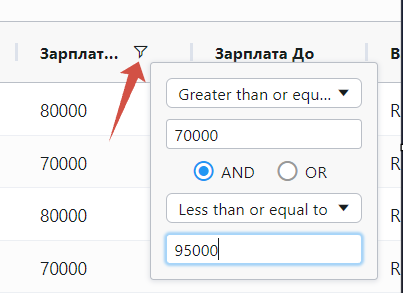 Зарплат... Зарплата До В
80000 Greater than or equ... R
70000
70000 AND OR R
80000 Less than or equal to R
95000
70000 R